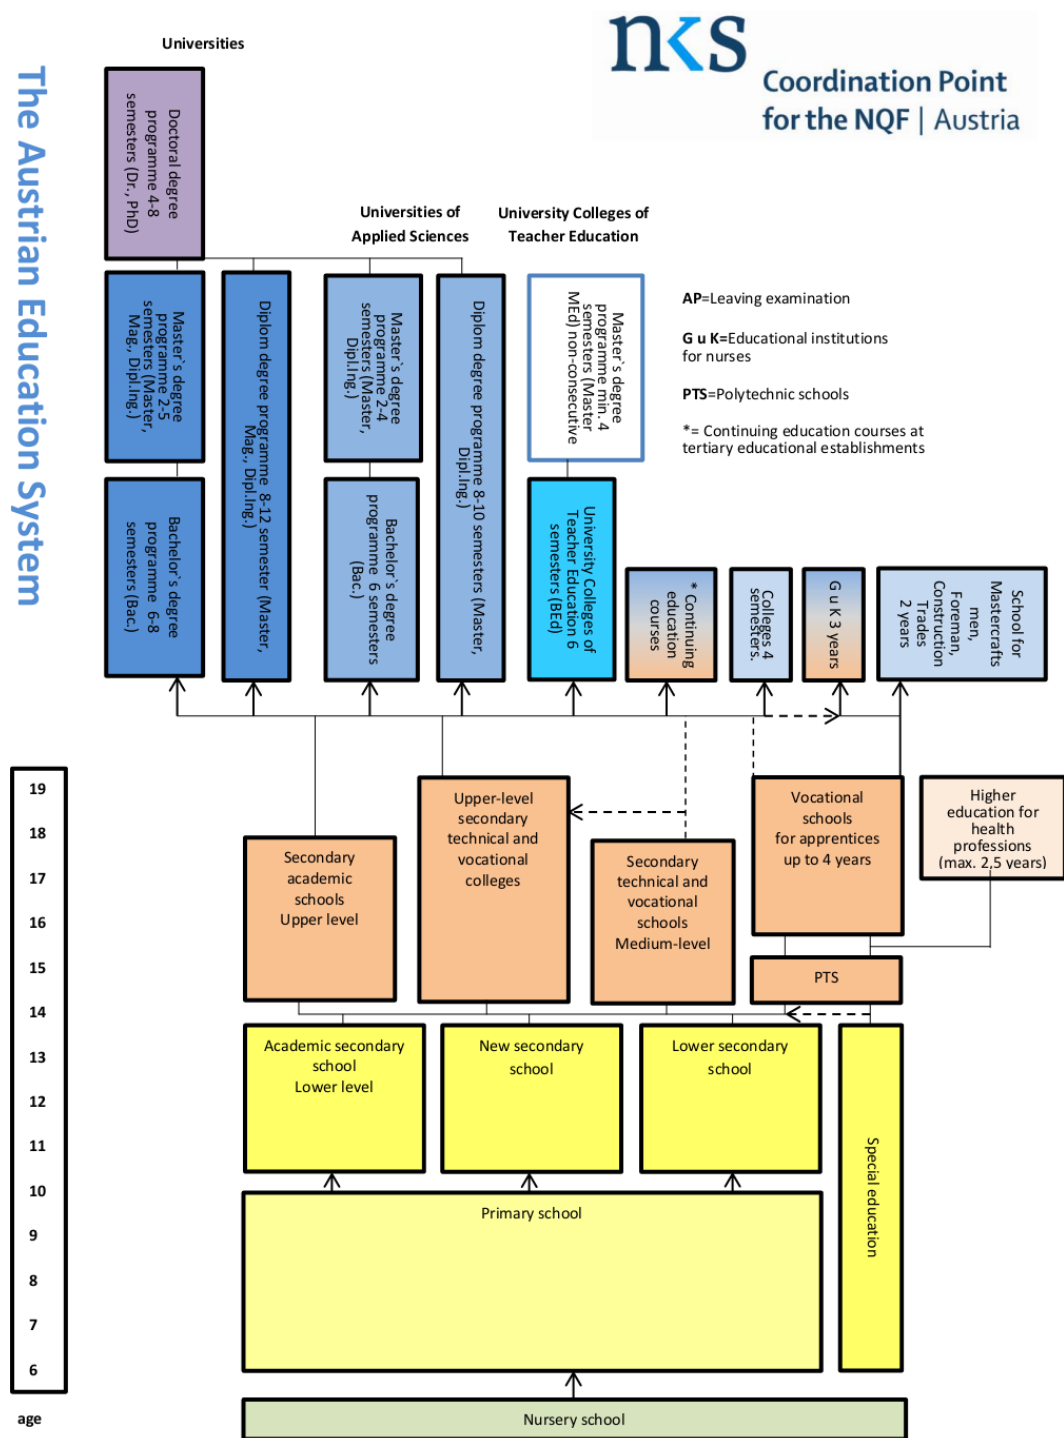 The Austrian Education System
nks
Coordination Point
for the NQF | Austria
Universities
Doctoral degree
programme 4-8
semesters (Dr., PhD)
Universities of
Applied Sciences
University Colleges of
Teacher Education
Master`s degree
programme 2-5
semesters (Master,
Mag., Dipl.Ing.)
Diplom degree programme 8-12 semester (Master,
Mag., Dipl.Ing.)
Master`s degree
programme 2-4
semesters (Master,
Dipl.Ing.)
Diplom degree programme 8-10 semesters (Master,
Dipl.Ing.)
Master`s degree
programme min. 4
semesters (Master
MEd) non-consecutive
AP=Leaving examination
G u K=Educational institutions
for nurses
PTS=Polytechnic schools
*= Continuing education courses at
tertiary educational establishments
Bachelor`s degree
programme 6-8
semesters (Bac.)
Bachelor`s degree
programme 6 semesters
(Bac.)
University Colleges of
Teacher Education 6
semesters (BEd)
* Continuing
education
courses
Colleges 4
semesters.
G u K 3 years
School for
Mastercrafts
men,
Foreman,
Construction
Trades
2 years
19
18
17
16
15
14
13
12
11
10
9
8
7
6
age
Secondary
academic
schools
Upper level
Upper-level
secondary
technical and
vocational
colleges
Secondary
technical and
vocational
schools
Medium-level
Vocational
schools
for apprentices
up to 4 years
Higher
education for
health
professions
(max. 2,5 years)
PTS
Academic secondary
school
Lower level
New secondary
school
Lower secondary
school
Special education
Primary school
Nursery school